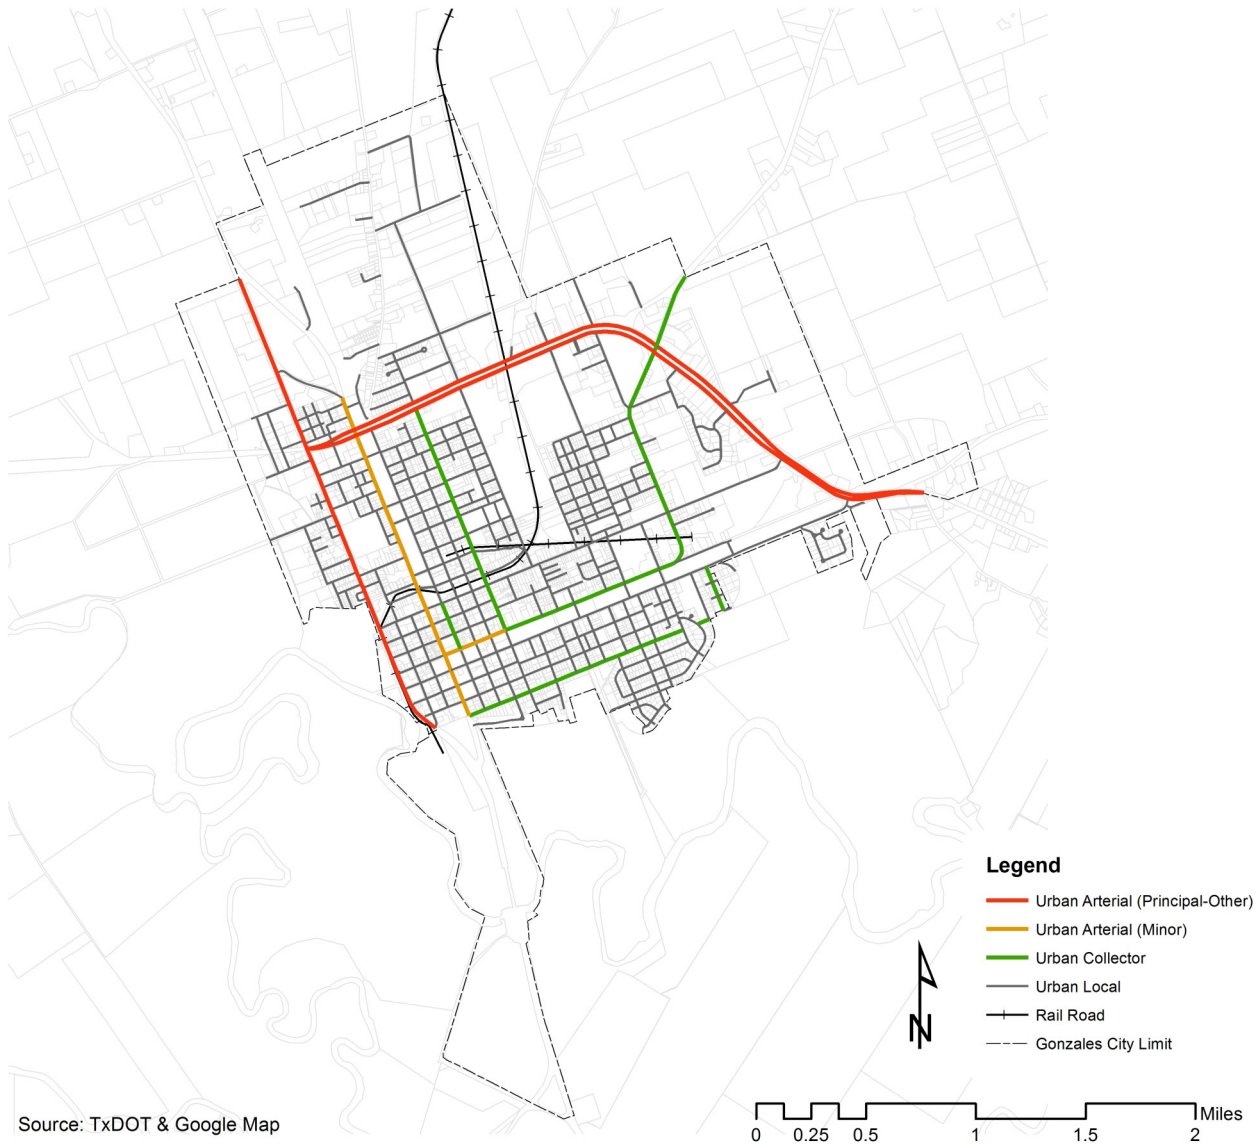 Legend
Urban Arterial (Principal-Other)
Urban Arterial (Minor)
Urban Collector
Urban Local
Rail Road
Gonzales City Limit
N
Source: TxDOT & Google Map
Miles
0 0.25 0.5 1 1.5 2